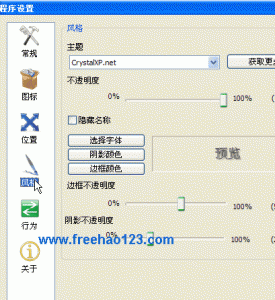 程序设置
常规
图标
位置
风格
行为
关于
风格
主题
CrystalXP.net
获取更
不透明度
0%
100%
隐藏名称
选择字体
阴影颜色
边框颜色
预览
边框不透明度
0%
100%
阴影不透明度
0%
100%
www.freehao123.com